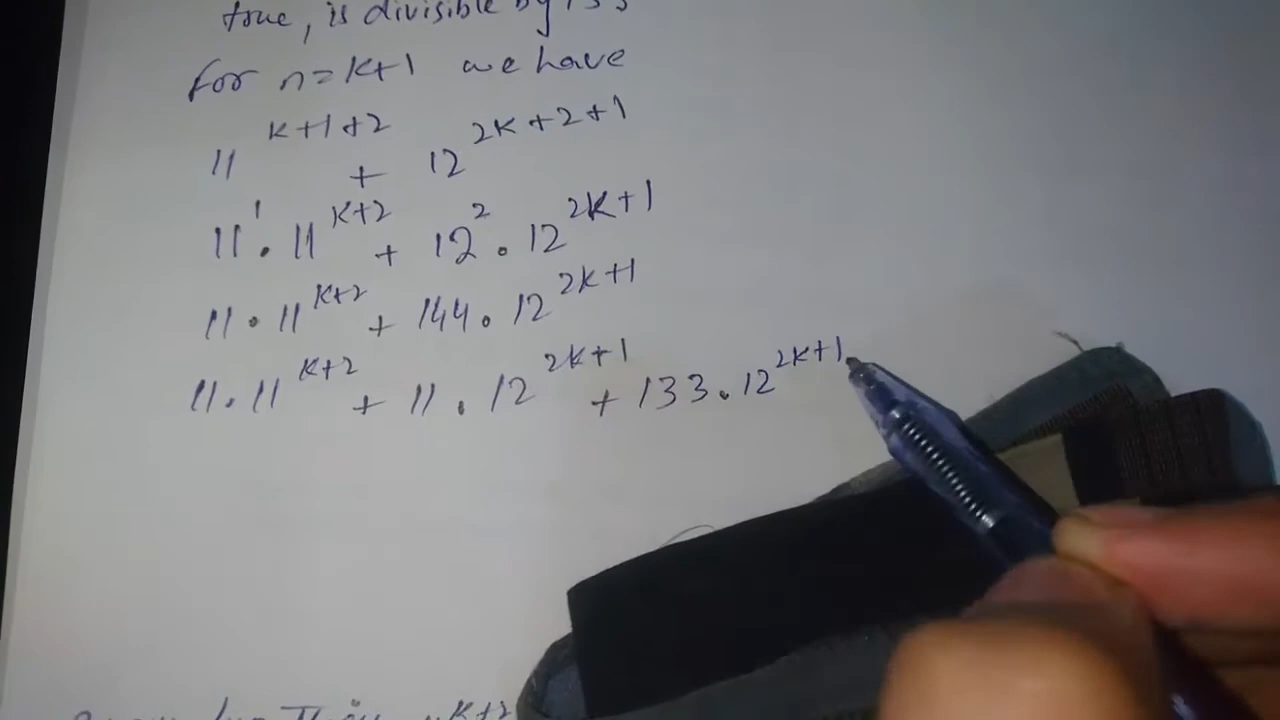 true, is divisible by 133
for n=k+1 we have
11^{k+1+2} + 12^{2k+2+1}
11^1 . 11^{k+2} + 12^2 . 12^{2k+1}
11 . 11^{k+2} + 144 . 12^{2k+1}
11 . 11^{k+2} + 11 . 12^{2k+1} + 133 . 12^{2k+1}
k+2